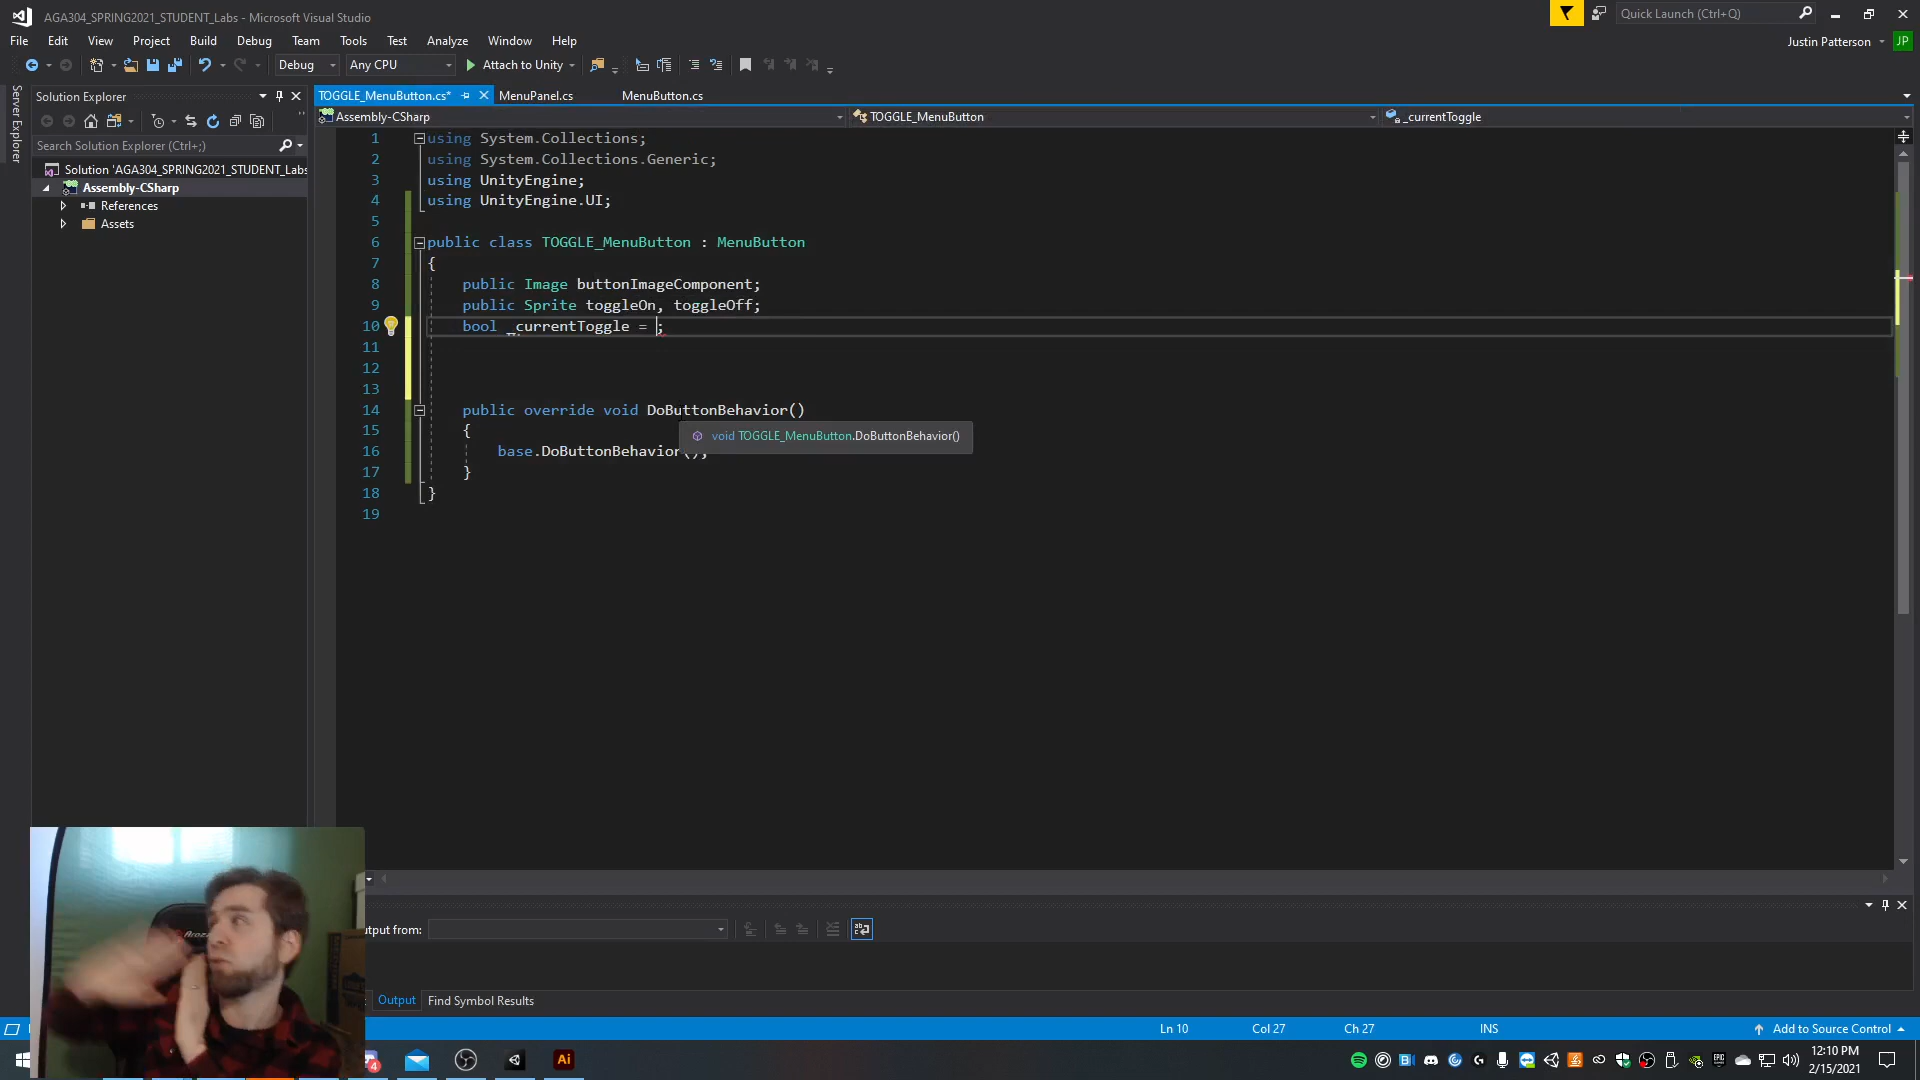 AGA304_SPRING2021_STUDENT_Labs - Microsoft Visual Studio
Quick Launch (Ctrl+Q)
File Edit View Project Build Debug Team Tools Test Analyze Window Help
Justin Patterson JP
Debug Any CPU Attach to Unity
Server Explorer
Solution Explorer
TOGGLE_MenuButton.cs* MenuPanel.cs MenuButton.cs
Assembly-CSharp TOGGLE_MenuButton _currentToggle
Search Solution Explorer (Ctrl+;)
Solution 'AGA304_SPRING2021_STUDENT_Labs
Assembly-CSharp
References
Assets
1 using System.Collections;
2 using System.Collections.Generic;
3 using UnityEngine;
4 using UnityEngine.UI;
5
6 public class TOGGLE_MenuButton : MenuButton
7 {
8 public Image buttonImageComponent;
9 public Sprite toggleOn, toggleOff;
10 bool _currentToggle = ;
11
12
13
14 public override void DoButtonBehavior()
15 {
void TOGGLE_MenuButton.DoButtonBehavior()
16 base.DoButtonBehavior();
17 }
18 }
19
utput from:
Output Find Symbol Results
Ln 10 Col 27 Ch 27 INS Add to Source Control
4 Ai
12:10 PM
2/15/2021